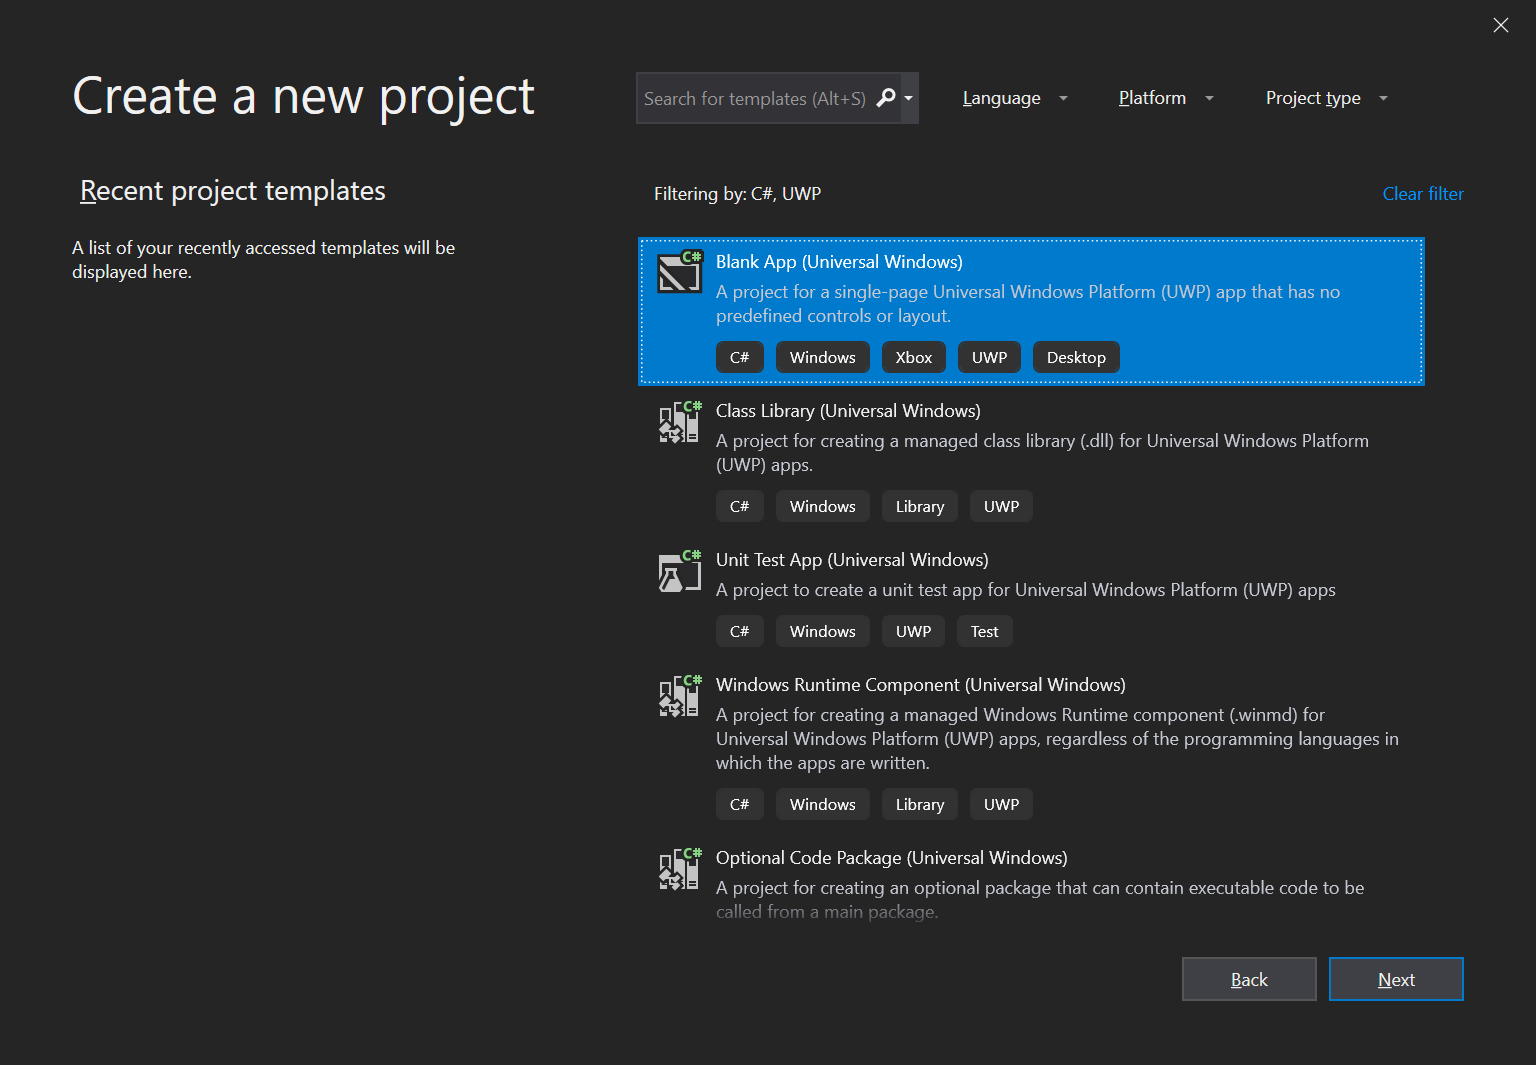 Create a new project
Search for templates (Alt+S)
Language
Platform
Project type
Recent project templates
A list of your recently accessed templates will be
displayed here.
Filtering by: C#, UWP
Clear filter
C#
Blank App (Universal Windows)
A project for a single-page Universal Windows Platform (UWP) app that has no
predefined controls or layout.
C# Windows Xbox UWP Desktop
C#
Class Library (Universal Windows)
A project for creating a managed class library (.dll) for Universal Windows Platform
(UWP) apps.
C# Windows Library UWP
C#
Unit Test App (Universal Windows)
A project to create a unit test app for Universal Windows Platform (UWP) apps
C# Windows UWP Test
C#
Windows Runtime Component (Universal Windows)
A project for creating a managed Windows Runtime component (.winmd) for
Universal Windows Platform (UWP) apps, regardless of the programming languages in
which the apps are written.
C# Windows Library UWP
C#
Optional Code Package (Universal Windows)
A project for creating an optional package that can contain executable code to be
called from a main package.
Back
Next